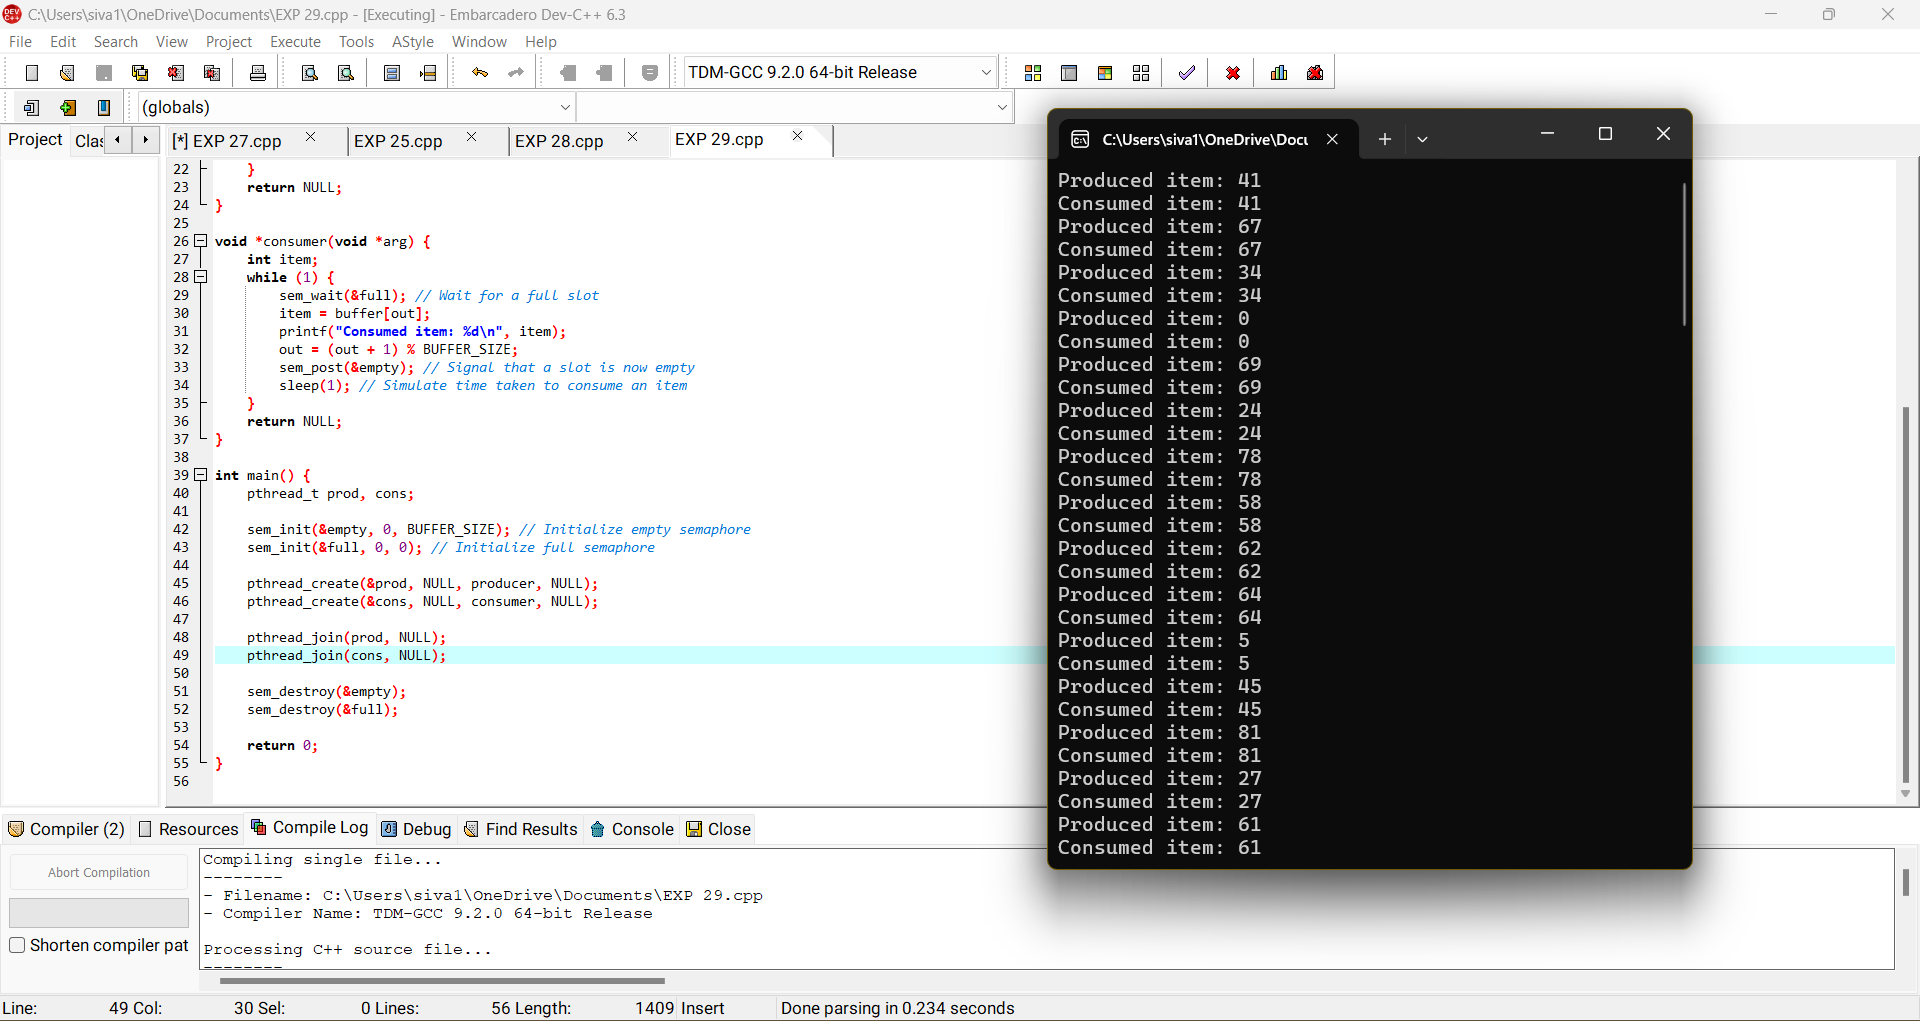 C:\Users\siva1\OneDrive\Documents\EXP 29.cpp - [Executing] - Embarcadero Dev-C++ 6.3
File Edit Search View Project Execute Tools AStyle Window Help
TDM-GCC 9.2.0 64-bit Release
(globals)
Project Clas
[*] EXP 27.cpp EXP 25.cpp EXP 28.cpp EXP 29.cpp
22 }
23 return NULL;
24 }
25
26 void *consumer(void *arg) {
27 int item;
28 while (1) {
29 sem_wait(&full); // Wait for a full slot
30 item = buffer[out];
31 printf("Consumed item: %d\n", item);
32 out = (out + 1) % BUFFER_SIZE;
33 sem_post(&empty); // Signal that a slot is now empty
34 sleep(1); // Simulate time taken to consume an item
35 }
36 return NULL;
37 }
38
39 int main() {
40 pthread_t prod, cons;
41
42 sem_init(&empty, 0, BUFFER_SIZE); // Initialize empty semaphore
43 sem_init(&full, 0, 0); // Initialize full semaphore
44
45 pthread_create(&prod, NULL, producer, NULL);
46 pthread_create(&cons, NULL, consumer, NULL);
47
48 pthread_join(prod, NULL);
49 pthread_join(cons, NULL);
50
51 sem_destroy(&empty);
52 sem_destroy(&full);
53
54 return 0;
55 }
56
C:\Users\siva1\OneDrive\Docu
Produced item: 41
Consumed item: 41
Produced item: 67
Consumed item: 67
Produced item: 34
Consumed item: 34
Produced item: 0
Consumed item: 0
Produced item: 69
Consumed item: 69
Produced item: 24
Consumed item: 24
Produced item: 78
Consumed item: 78
Produced item: 58
Consumed item: 58
Produced item: 62
Consumed item: 62
Produced item: 64
Consumed item: 64
Produced item: 5
Consumed item: 5
Produced item: 45
Consumed item: 45
Produced item: 81
Consumed item: 81
Produced item: 27
Consumed item: 27
Produced item: 61
Consumed item: 61
Compiler (2) Resources Compile Log Debug Find Results Console Close
Abort Compilation
Shorten compiler pat
Compiling single file...
--------
- Filename: C:\Users\siva1\OneDrive\Documents\EXP 29.cpp
- Compiler Name: TDM-GCC 9.2.0 64-bit Release
Processing C++ source file...
--------
Line: 49 Col: 30 Sel: 0 Lines: 56 Length: 1409 Insert Done parsing in 0.234 seconds